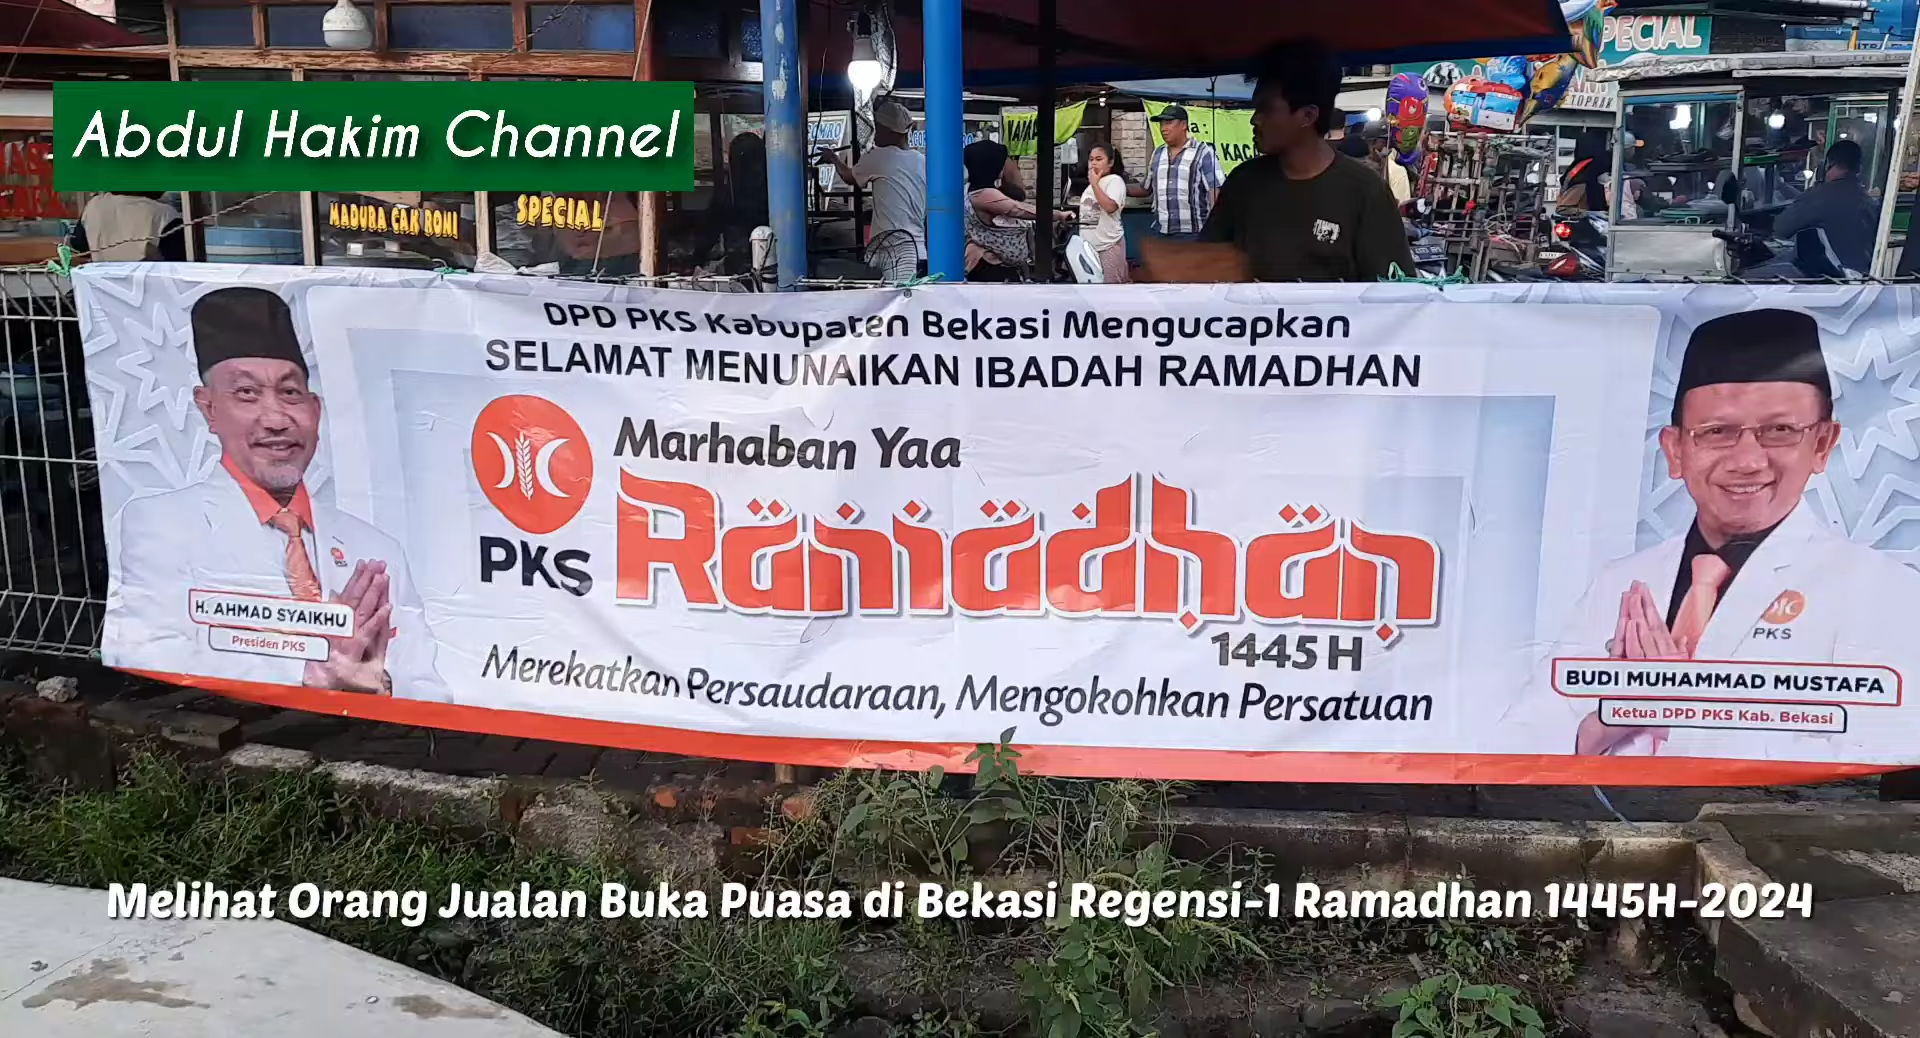 SPECIAL
Abdul Hakim Channel
MADURA CAK RONI
SPECIAL
DPD PKS Kabupaten Bekasi Mengucapkan
SELAMAT MENUNAIKAN IBADAH RAMADHAN
Marhaban Yaa
Ramadhan
PKS
1445 H
Merekatkan Persaudaraan, Mengokohkan Persatuan
H. AHMAD SYAIKHU
Presiden PKS
PKS
BUDI MUHAMMAD MUSTAFA
Ketua DPD PKS Kab. Bekasi
Melihat Orang Jualan Buka Puasa di Bekasi Regensi-1 Ramadhan 1445H-2024